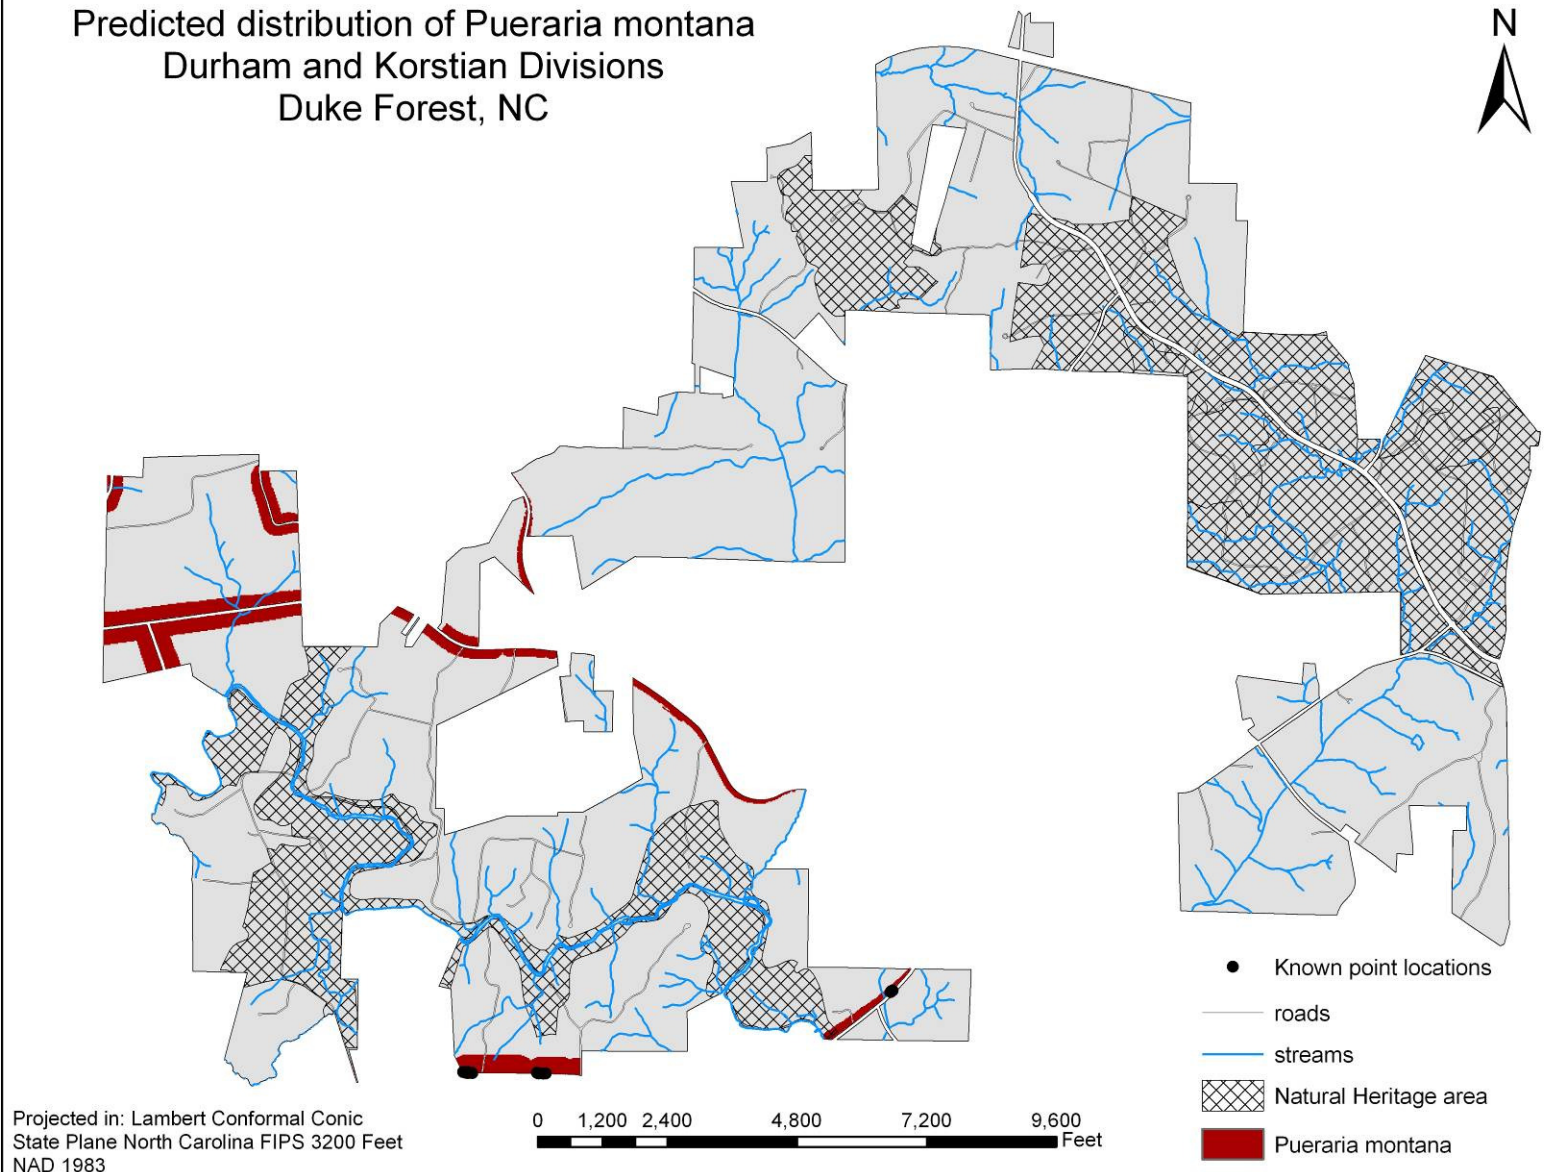 Predicted distribution of Pueraria montana
Durham and Korstian Divisions
Duke Forest, NC
N
Known point locations
roads
streams
Natural Heritage area
Pueraria montana
0 1,200 2,400 4,800 7,200 9,600
Feet
Projected in: Lambert Conformal Conic
State Plane North Carolina FIPS 3200 Feet
NAD 1983